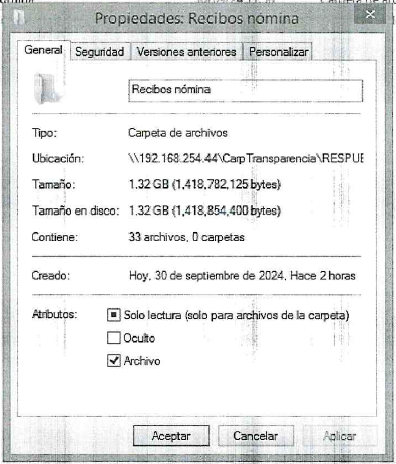 Propiedades: Recibos nómina
General Seguridad Versiones anteriores Personalizar
Recibos nómina
Tipo: Carpeta de archivos
Ubicación: \\192.168.254.44\CarpTransparencia\RESPUE
Tamaño: 1.32 GB (1,418,782,125 bytes)
Tamaño en disco: 1.32 GB (1,418,854,400 bytes)
Contiene: 33 archivos, 0 carpetas
Creado: Hoy, 30 de septiembre de 2024, Hace 2 horas
Atributos: Solo lectura (solo para archivos de la carpeta)
Oculto
Archivo
Aceptar Cancelar Aplicar